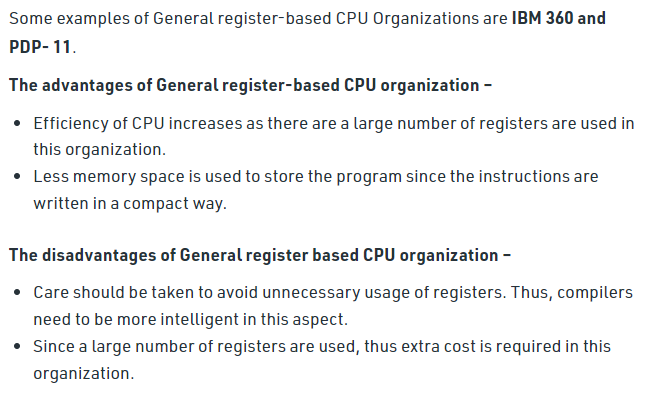 Some examples of General register-based CPU Organizations are IBM 360 and
PDP- 11.
The advantages of General register-based CPU organization –
• Efficiency of CPU increases as there are a large number of registers are used in
this organization.
• Less memory space is used to store the program since the instructions are
written in a compact way.
The disadvantages of General register based CPU organization –
• Care should be taken to avoid unnecessary usage of registers. Thus, compilers
need to be more intelligent in this aspect.
• Since a large number of registers are used, thus extra cost is required in this
organization.